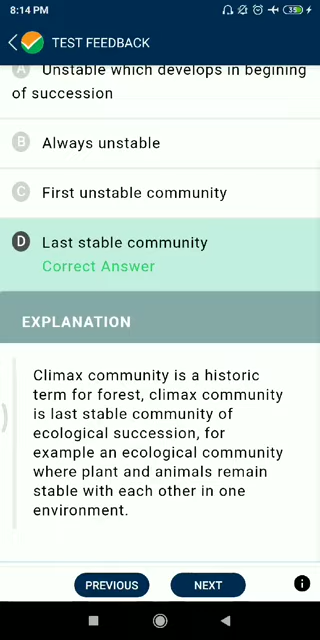 8:14 PM
35
TEST FEEDBACK
A Unstable which develops in begining
of succession
B Always unstable
C First unstable community
D Last stable community
Correct Answer
EXPLANATION
Climax community is a historic
term for forest, climax community
is last stable community of
ecological succession, for
example an ecological community
where plant and animals remain
stable with each other in one
environment.
PREVIOUS
NEXT